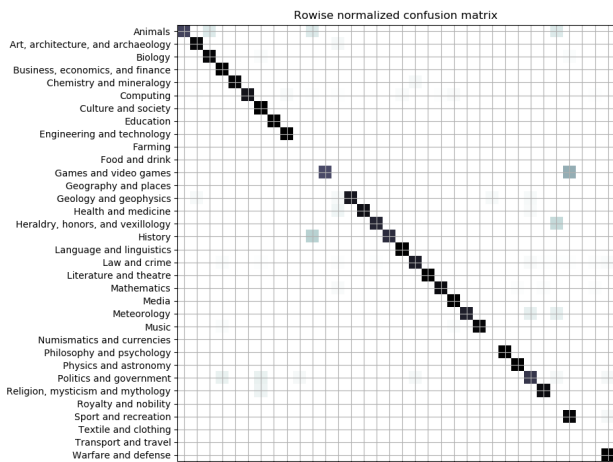 Rowise normalized confusion matrix
Animals
Art, architecture, and archaeology
Biology
Business, economics, and finance
Chemistry and mineralogy
Computing
Culture and society
Education
Engineering and technology
Farming
Food and drink
Games and video games
Geography and places
Geology and geophysics
Health and medicine
Heraldry, honors, and vexillology
History
Language and linguistics
Law and crime
Literature and theatre
Mathematics
Media
Meteorology
Music
Numismatics and currencies
Philosophy and psychology
Physics and astronomy
Politics and government
Religion, mysticism and mythology
Royalty and nobility
Sport and recreation
Textile and clothing
Transport and travel
Warfare and defense